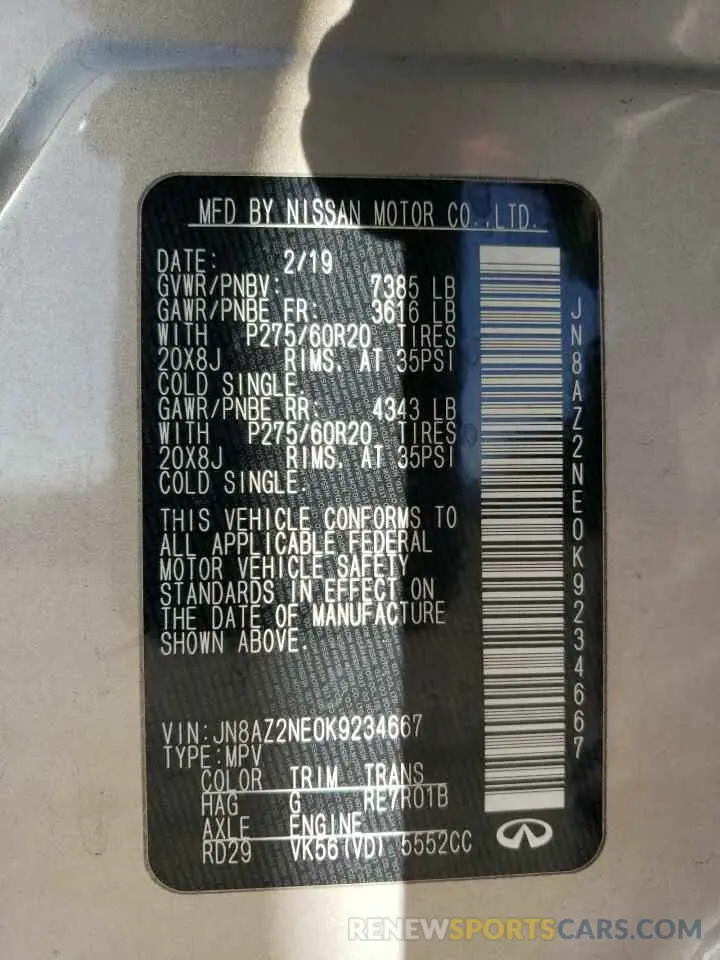 MFD BY NISSAN MOTOR CO.,LTD.
DATE: 2/19
GVWR/PNBV: 7385 LB
GAWR/PNBE FR: 3616 LB
WITH P275/60R20 TIRES
20X8J RIMS. AT 35PSI
COLD SINGLE.
GAWR/PNBE RR: 4343 LB
WITH P275/60R20 TIRES
20X8J RIMS. AT 35PSI
COLD SINGLE.
THIS VEHICLE CONFORMS TO
ALL APPLICABLE FEDERAL
MOTOR VEHICLE SAFETY
STANDARDS IN EFFECT ON
THE DATE OF MANUFACTURE
SHOWN ABOVE.
VIN:JN8AZ2NE0K9234667
TYPE:MPV
COLOR TRIM TRANS
HAG G RE7R01B
AXLE ENGINE
RD29 VK56(VD) 5552CC
JN8AZ2NE0K9234667
RENEWSPORTSCARS.COM